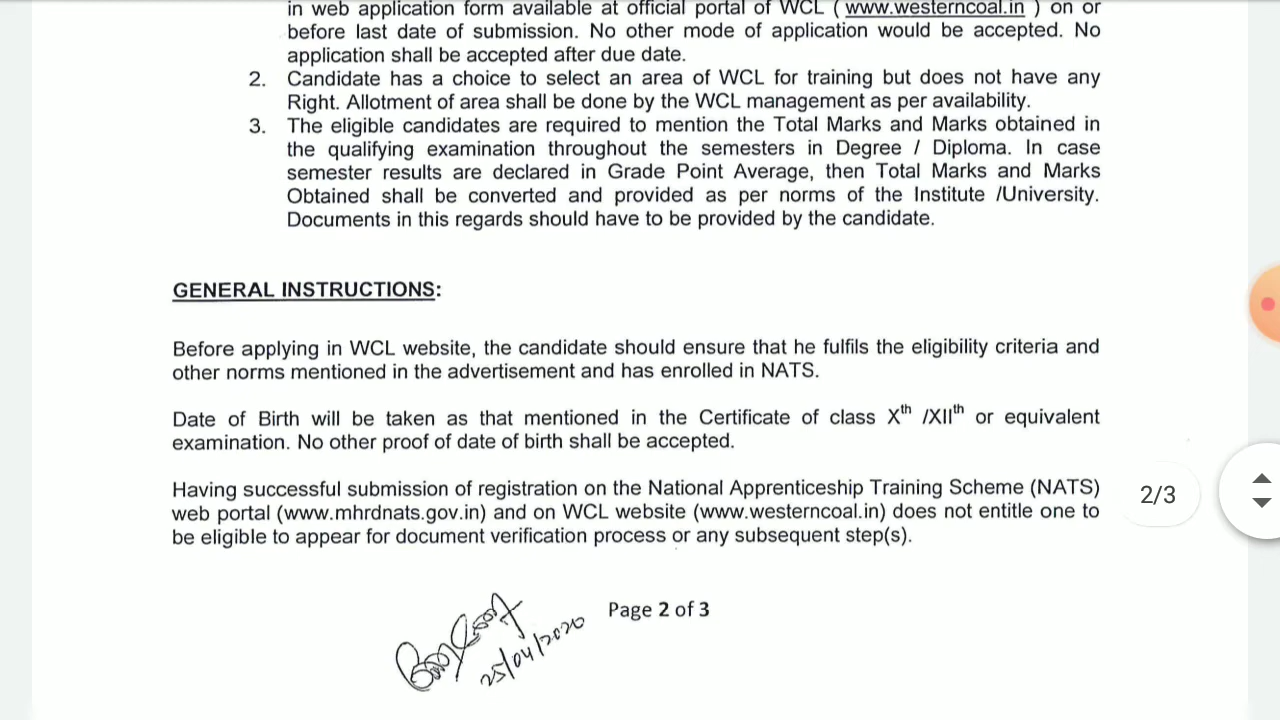 in web application form available at official portal of WCL ( www.westerncoal.in ) on or
before last date of submission. No other mode of application would be accepted. No
application shall be accepted after due date.
2. Candidate has a choice to select an area of WCL for training but does not have any
Right. Allotment of area shall be done by the WCL management as per availability.
3. The eligible candidates are required to mention the Total Marks and Marks obtained in
the qualifying examination throughout the semesters in Degree / Diploma. In case
semester results are declared in Grade Point Average, then Total Marks and Marks
Obtained shall be converted and provided as per norms of the Institute /University.
Documents in this regards should have to be provided by the candidate.
GENERAL INSTRUCTIONS:
Before applying in WCL website, the candidate should ensure that he fulfils the eligibility criteria and
other norms mentioned in the advertisement and has enrolled in NATS.
Date of Birth will be taken as that mentioned in the Certificate of class Xth /XIIth or equivalent
examination. No other proof of date of birth shall be accepted.
Having successful submission of registration on the National Apprenticeship Training Scheme (NATS)
web portal (www.mhrdnats.gov.in) and on WCL website (www.westerncoal.in) does not entitle one to
be eligible to appear for document verification process or any subsequent step(s).
2/3
Page 2 of 3
25/04/2020